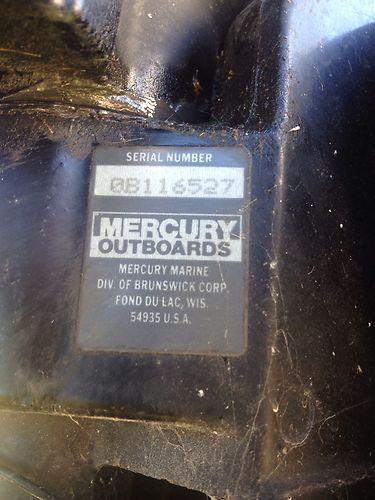 SERIAL NUMBER
0B116527
MERCURY
OUTBOARDS
MERCURY MARINE
DIV. OF BRUNSWICK CORP.
FOND DU LAC, WIS.
54935 U.S.A.